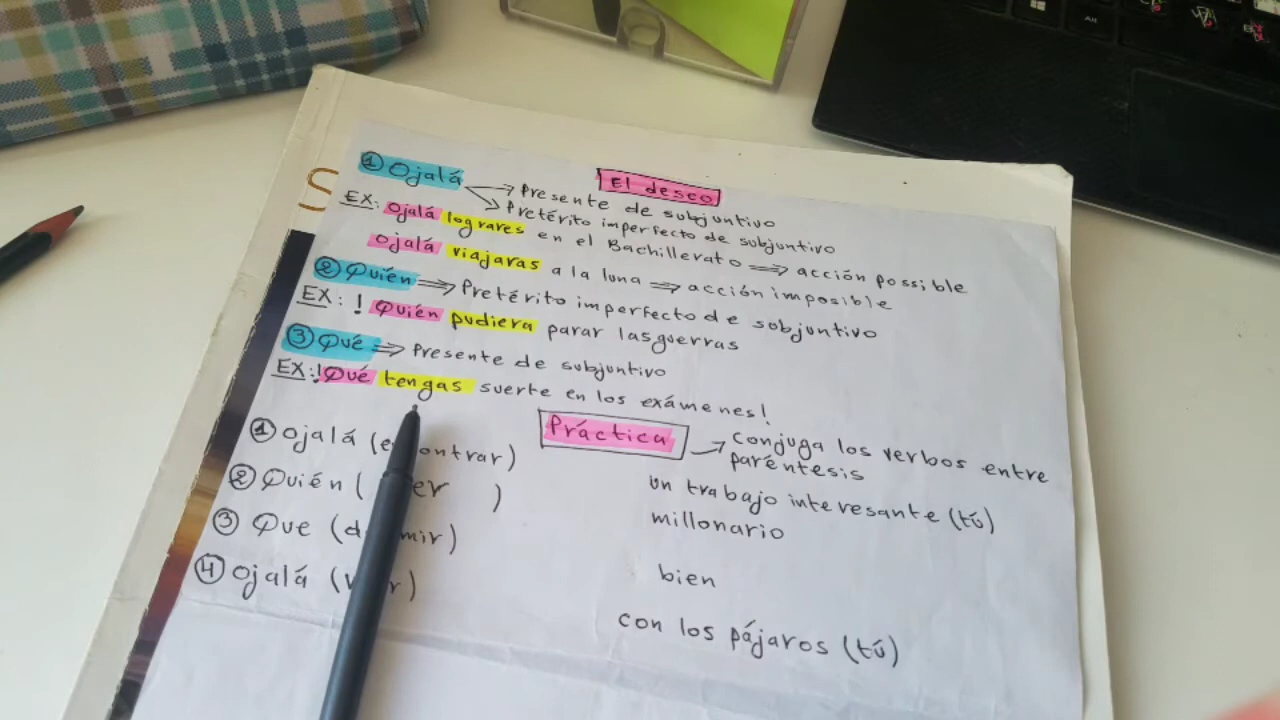 El deseo
① Ojalá → Presente de subjuntivo
→ Pretérito imperfecto de subjuntivo
EX: Ojalá lograres en el Bachillerato ⇒ acción possible
Ojalá viajaras a la luna ⇒ acción imposible
② Quién ⇒ Pretérito imperfecto de subjuntivo
EX: ! Quién pudiera parar las guerras
③ Qué ⇒ Presente de subjuntivo
EX: !Qué tengas suerte en los exámenes!
Práctica → conjuga los verbos entre
paréntesis
① Ojalá ( ) un trabajo interesante (tú)
② Quién ( ) millonario
③ Que ( ) bien
④ Ojalá ( ) con los pájaros (tú)
S
Alt